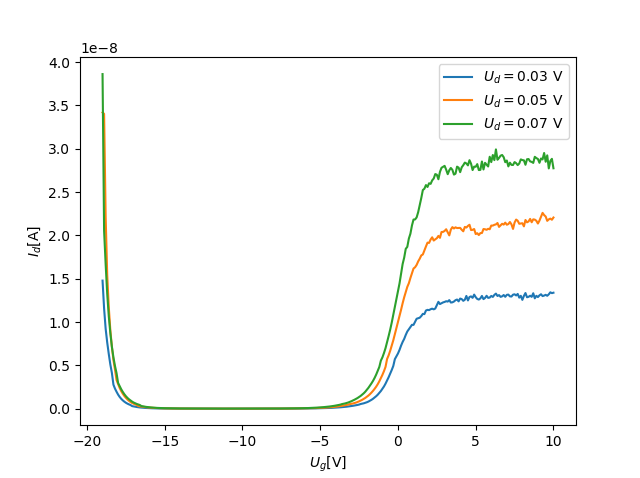 1e−8
4.0
3.5
3.0
2.5
2.0
1.5
1.0
0.5
0.0
I_d[A]
U_d = 0.03 V
U_d = 0.05 V
U_d = 0.07 V
−20 −15 −10 −5 0 5 10
U_g[V]